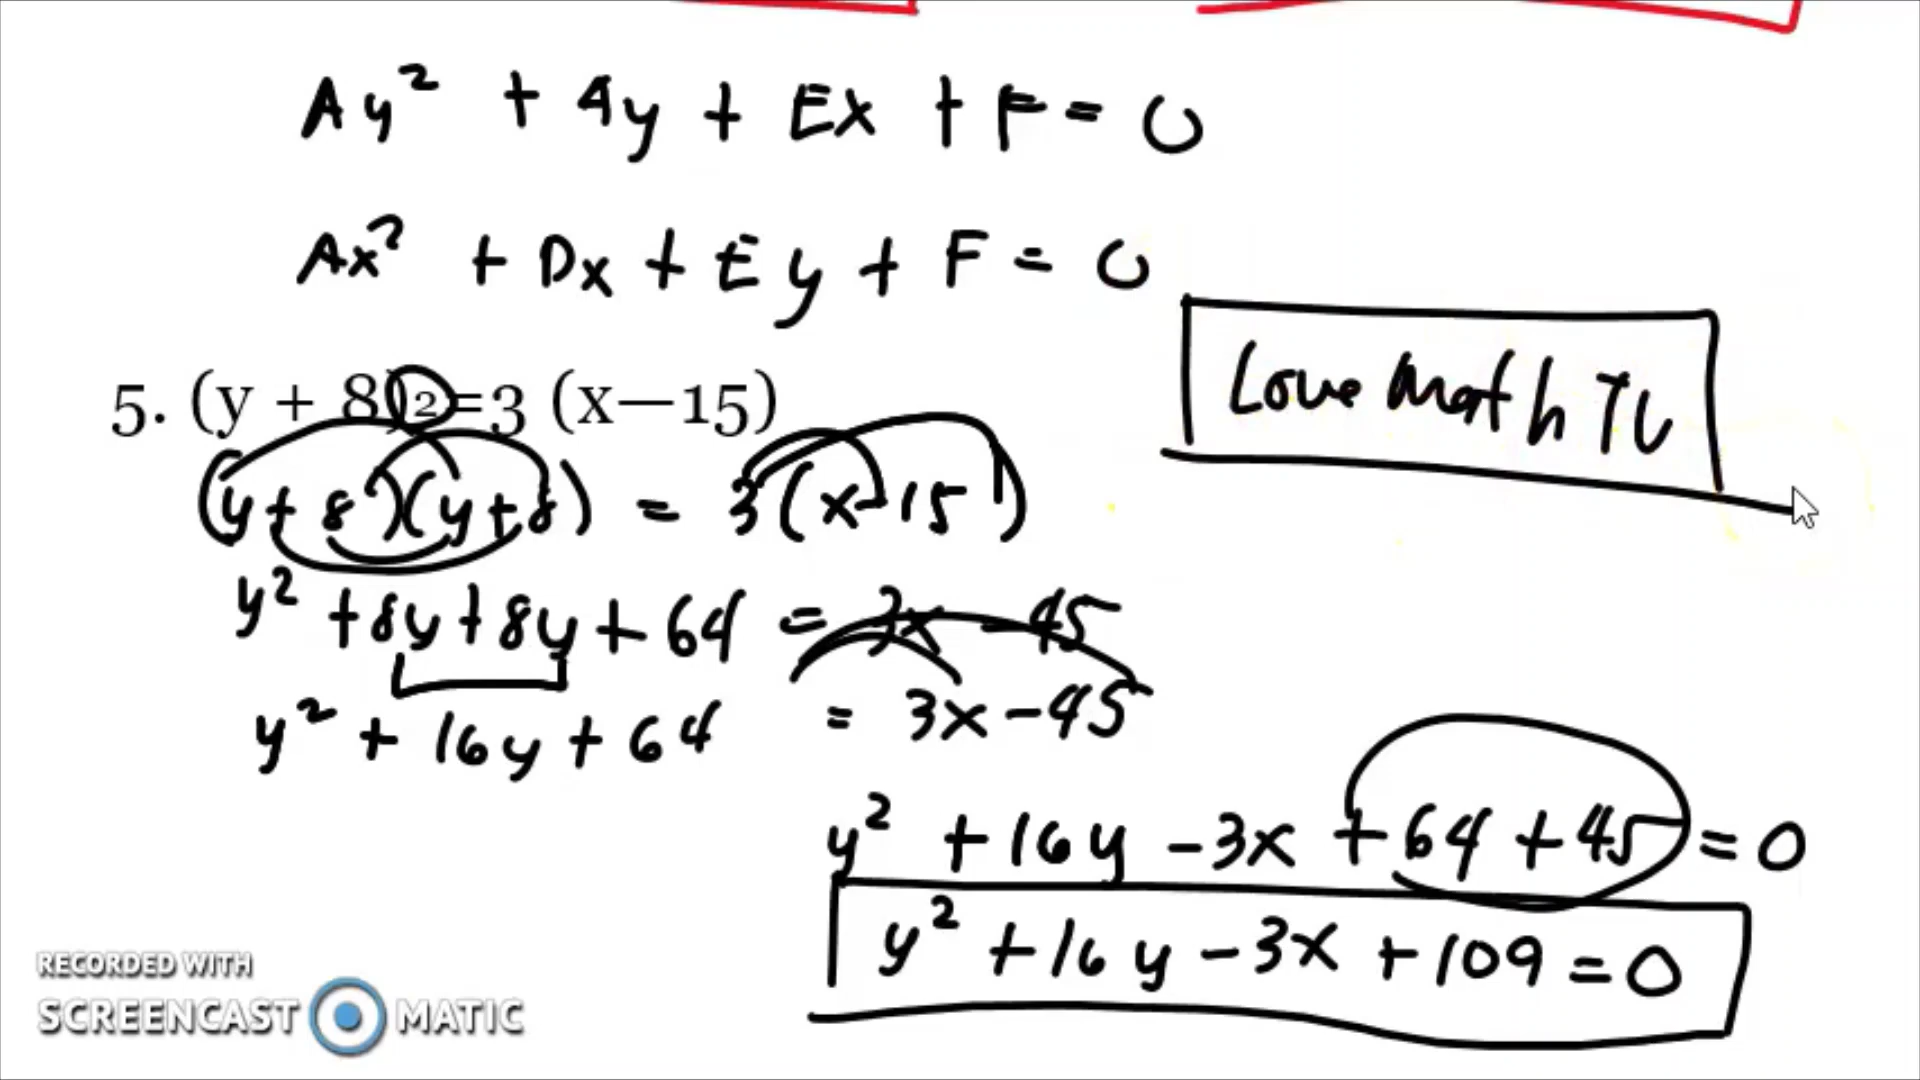 Ay² + 4y + Ex + F = 0
Ax² + Dx + Ey + F = 0
Love Math TV
5. (y + 8)2=3 (x—15)
(y + 8)(y + 8) = 3(x - 15)
y² + 8y + 8y + 64 = 3x - 45
y² + 16y + 64 = 3x - 45
y² + 16y - 3x + 64 + 45 = 0
y² + 16y - 3x + 109 = 0
RECORDED WITH
SCREENCAST MATIC